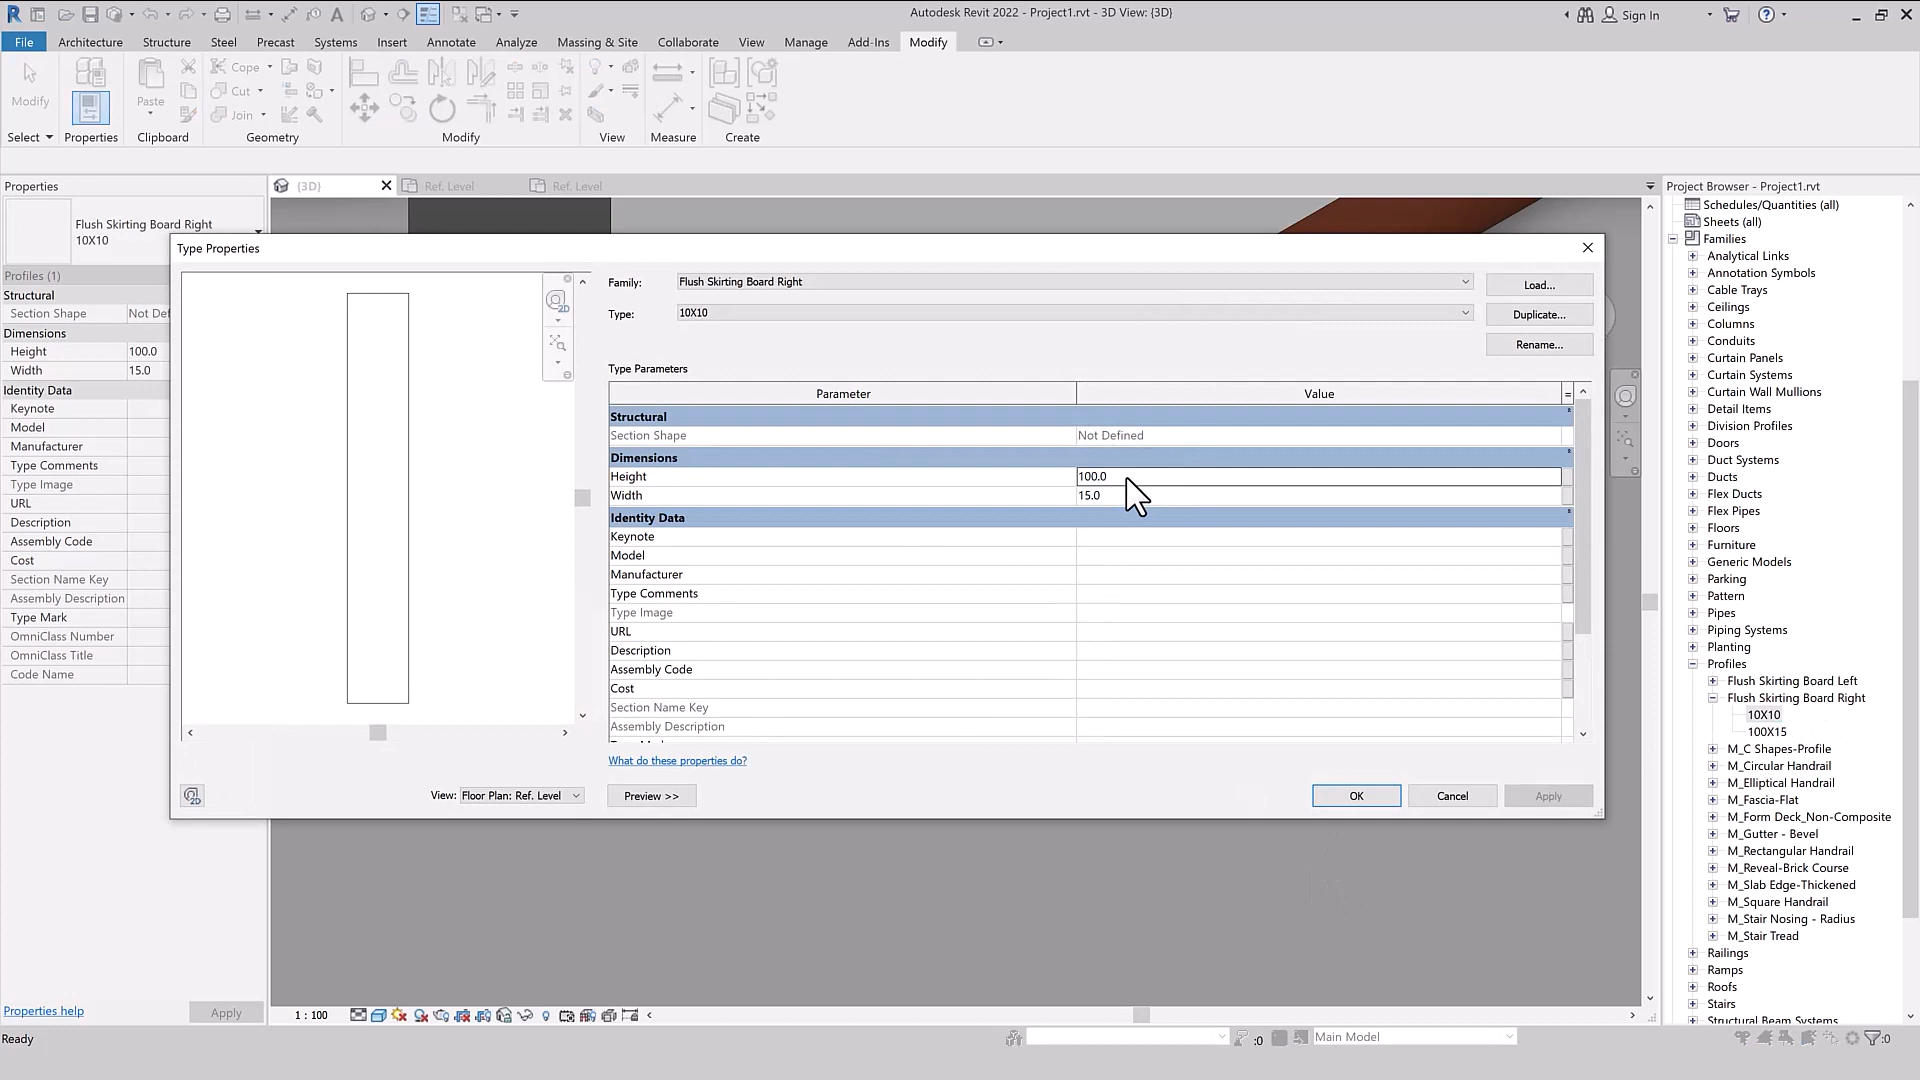 Autodesk Revit 2022 - Project1.rvt - 3D View: {3D}
Sign In
File
Architecture
Structure
Steel
Precast
Systems
Insert
Annotate
Analyze
Massing & Site
Collaborate
View
Manage
Add-Ins
Modify
Modify
Paste
Cope
Cut
Join
Select
Properties
Clipboard
Geometry
Modify
View
Measure
Create
Properties
{3D}
Ref. Level
Ref. Level
Project Browser - Project1.rvt
Flush Skirting Board Right
10X10
Profiles (1)
Structural
Section Shape
Not Def
Dimensions
Height 100.0
Width 15.0
Identity Data
Keynote
Model
Manufacturer
Type Comments
Type Image
URL
Description
Assembly Code
Cost
Section Name Key
Assembly Description
Type Mark
OmniClass Number
OmniClass Title
Code Name
Properties help
Apply
Type Properties
2D
2D
View: Floor Plan: Ref. Level
Preview >>
Family: Flush Skirting Board Right
Load...
Type: 10X10
Duplicate...
Rename...
Type Parameters
Parameter Value =
Structural
Section Shape Not Defined
Dimensions
Height 100.0
Width 15.0
Identity Data
Keynote
Model
Manufacturer
Type Comments
Type Image
URL
Description
Assembly Code
Cost
Section Name Key
Assembly Description
What do these properties do?
OK
Cancel
Apply
Schedules/Quantities (all)
Sheets (all)
Families
Analytical Links
Annotation Symbols
Cable Trays
Ceilings
Columns
Conduits
Curtain Panels
Curtain Systems
Curtain Wall Mullions
Detail Items
Division Profiles
Doors
Duct Systems
Ducts
Flex Ducts
Flex Pipes
Floors
Furniture
Generic Models
Parking
Pattern
Pipes
Piping Systems
Planting
Profiles
Flush Skirting Board Left
Flush Skirting Board Right
10X10
100X15
M_C Shapes-Profile
M_Circular Handrail
M_Elliptical Handrail
M_Fascia-Flat
M_Form Deck_Non-Composite
M_Gutter - Bevel
M_Rectangular Handrail
M_Reveal-Brick Course
M_Slab Edge-Thickened
M_Square Handrail
M_Stair Nosing - Radius
M_Stair Tread
Railings
Ramps
Roofs
Stairs
Structural Beam Systems
1 : 100
Ready
:0
Main Model
:0